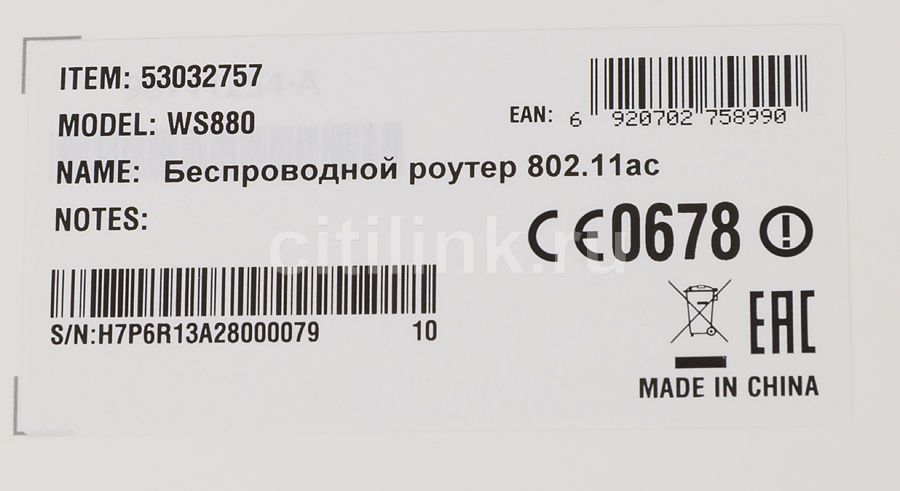 ITEM: 53032757
MODEL: WS880
EAN: 6 920702 758990
NAME: Беспроводной роутер 802.11ac
NOTES:
CE0678
citilink.ru
S/N:H7P6R13A28000079 10
EAC
MADE IN CHINA